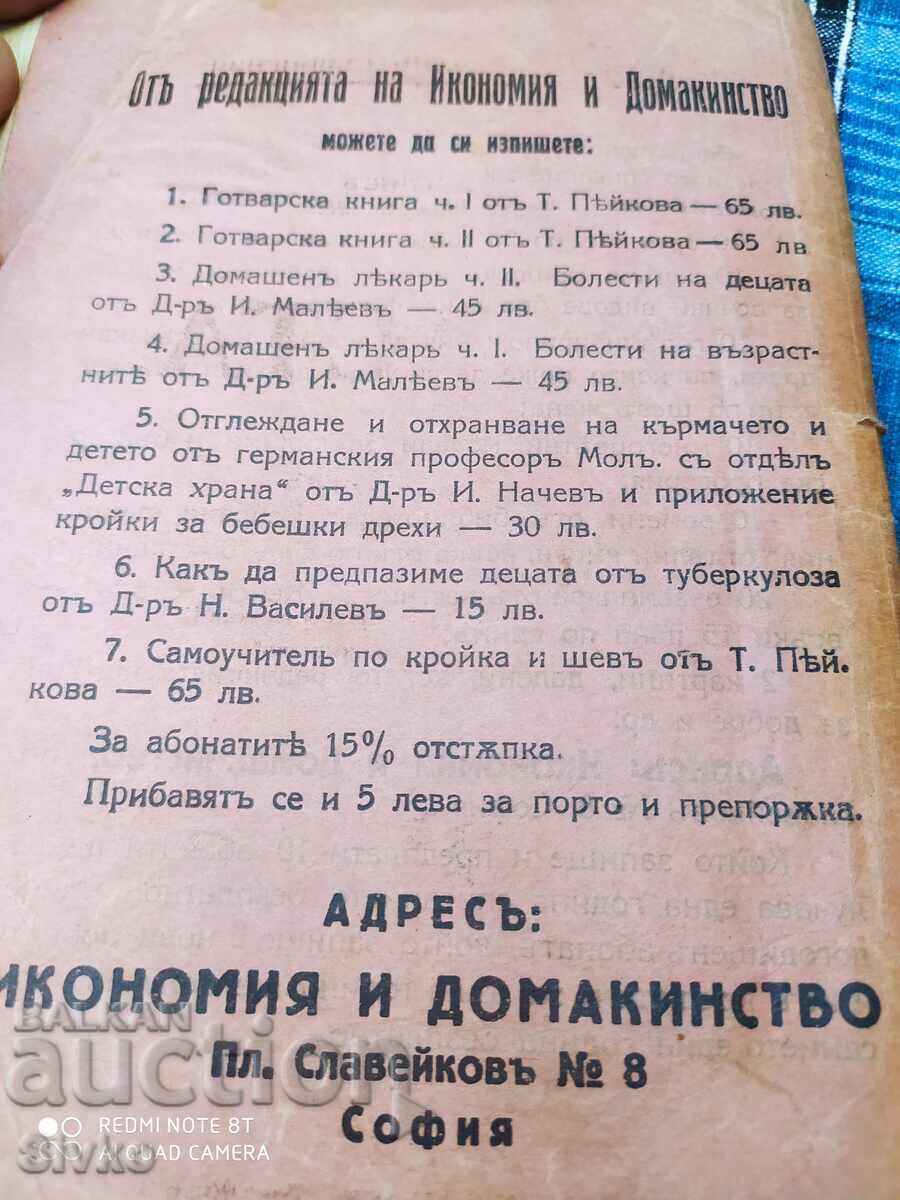 Отъ редакцията на Икономия и Домакинство
можете да си изпишете:
1. Готварска книга ч. I отъ Т. Пѣйкова — 65 лв.
2. Готварска книга ч. II отъ Т. Пѣйкова — 65 лв
3. Домашенъ лѣкарь ч. II. Болести на децата
отъ Д-ръ И. Малѣевъ — 45 лв.
4. Домашенъ лѣкарь ч. I. Болести на възраст-
нитѣ отъ Д-ръ И. Малѣевъ — 45 лв.
5. Отглеждане и отхранване на кърмачето и
детето отъ германския професоръ Молъ. съ отдѣлъ
„Детска храна“ отъ Д-ръ И. Начевъ и приложение
кройки за бебешки дрехи — 30 лв.
6. Какъ да предпазиме децата отъ туберкулоза
отъ Д-ръ Н. Василевъ — 15 лв.
7. Самоучитель по кройка и шевъ отъ Т. Пѣй.
кова — 65 лв.
За абонатитѣ 15% отстѫпка.
Прибавятъ се и 5 лева за порто и препорѫка.
АДРЕСЪ:
ИКОНОМИЯ И ДОМАКИНСТВО
Пл. Славейковъ № 8
София
BALKAN
auction
REDMI NOTE 8T
AI QUAD CAMERA
sivko